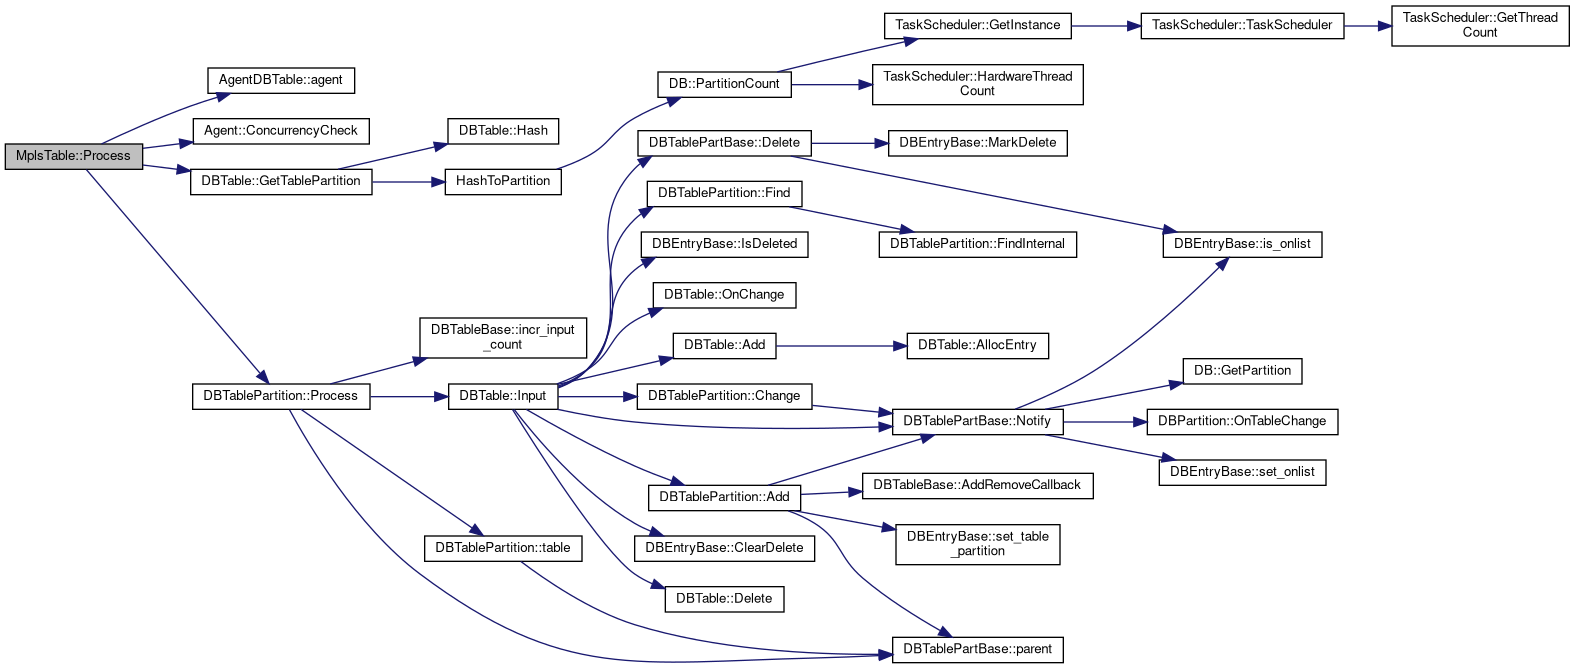 TaskScheduler::GetInstance
TaskScheduler::TaskScheduler
TaskScheduler::GetThread
Count
AgentDBTable::agent
DB::PartitionCount
TaskScheduler::HardwareThread
Count
Agent::ConcurrencyCheck
DBTable::Hash
MplsTable::Process
DBTablePartBase::Delete
DBEntryBase::MarkDelete
DBTable::GetTablePartition
HashToPartition
DBTablePartition::Find
DBEntryBase::IsDeleted
DBTablePartition::FindInternal
DBEntryBase::is_onlist
DBTable::OnChange
DBTableBase::incr_input
_count
DBTable::Add
DBTable::AllocEntry
DB::GetPartition
DBTablePartition::Process
DBTable::Input
DBTablePartition::Change
DBTablePartBase::Notify
DBPartition::OnTableChange
DBEntryBase::set_onlist
DBTablePartition::Add
DBTableBase::AddRemoveCallback
DBTablePartition::table
DBEntryBase::ClearDelete
DBEntryBase::set_table
_partition
DBTable::Delete
DBTablePartBase::parent